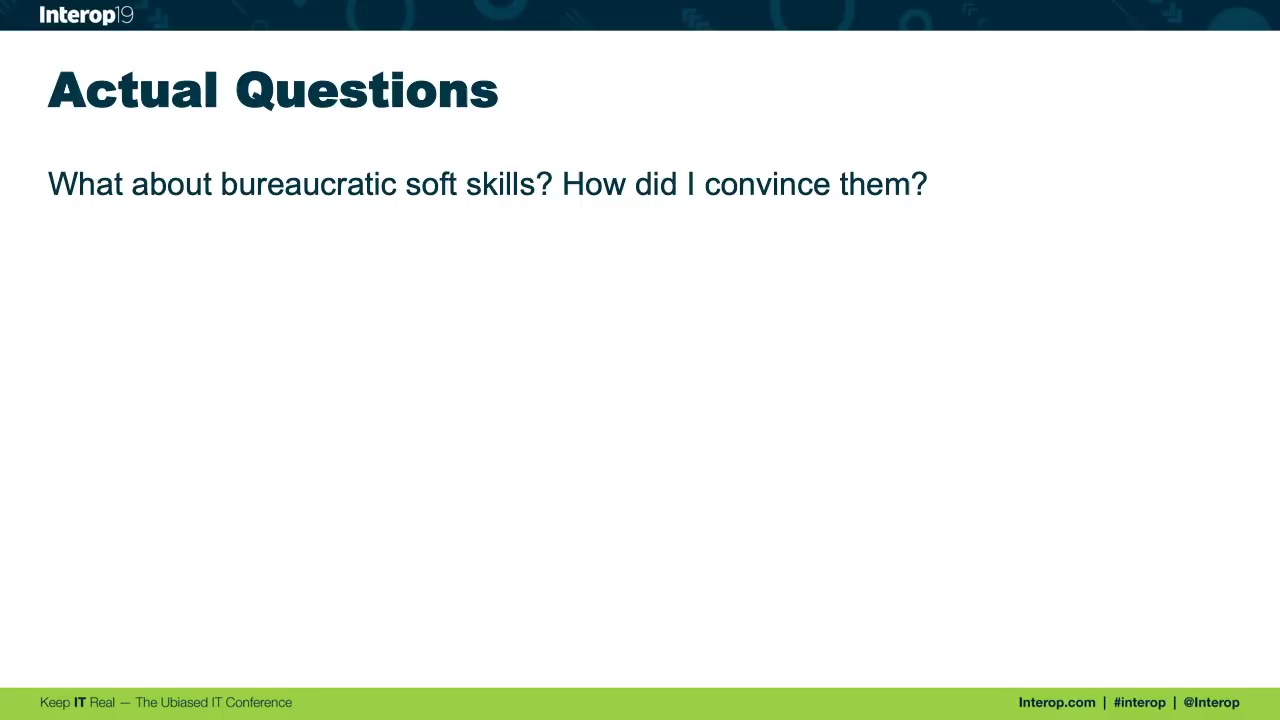 Interop19
Actual Questions
What about bureaucratic soft skills? How did I convince them?
Keep IT Real — The Ubiased IT Conference
Interop.com | #interop | @Interop